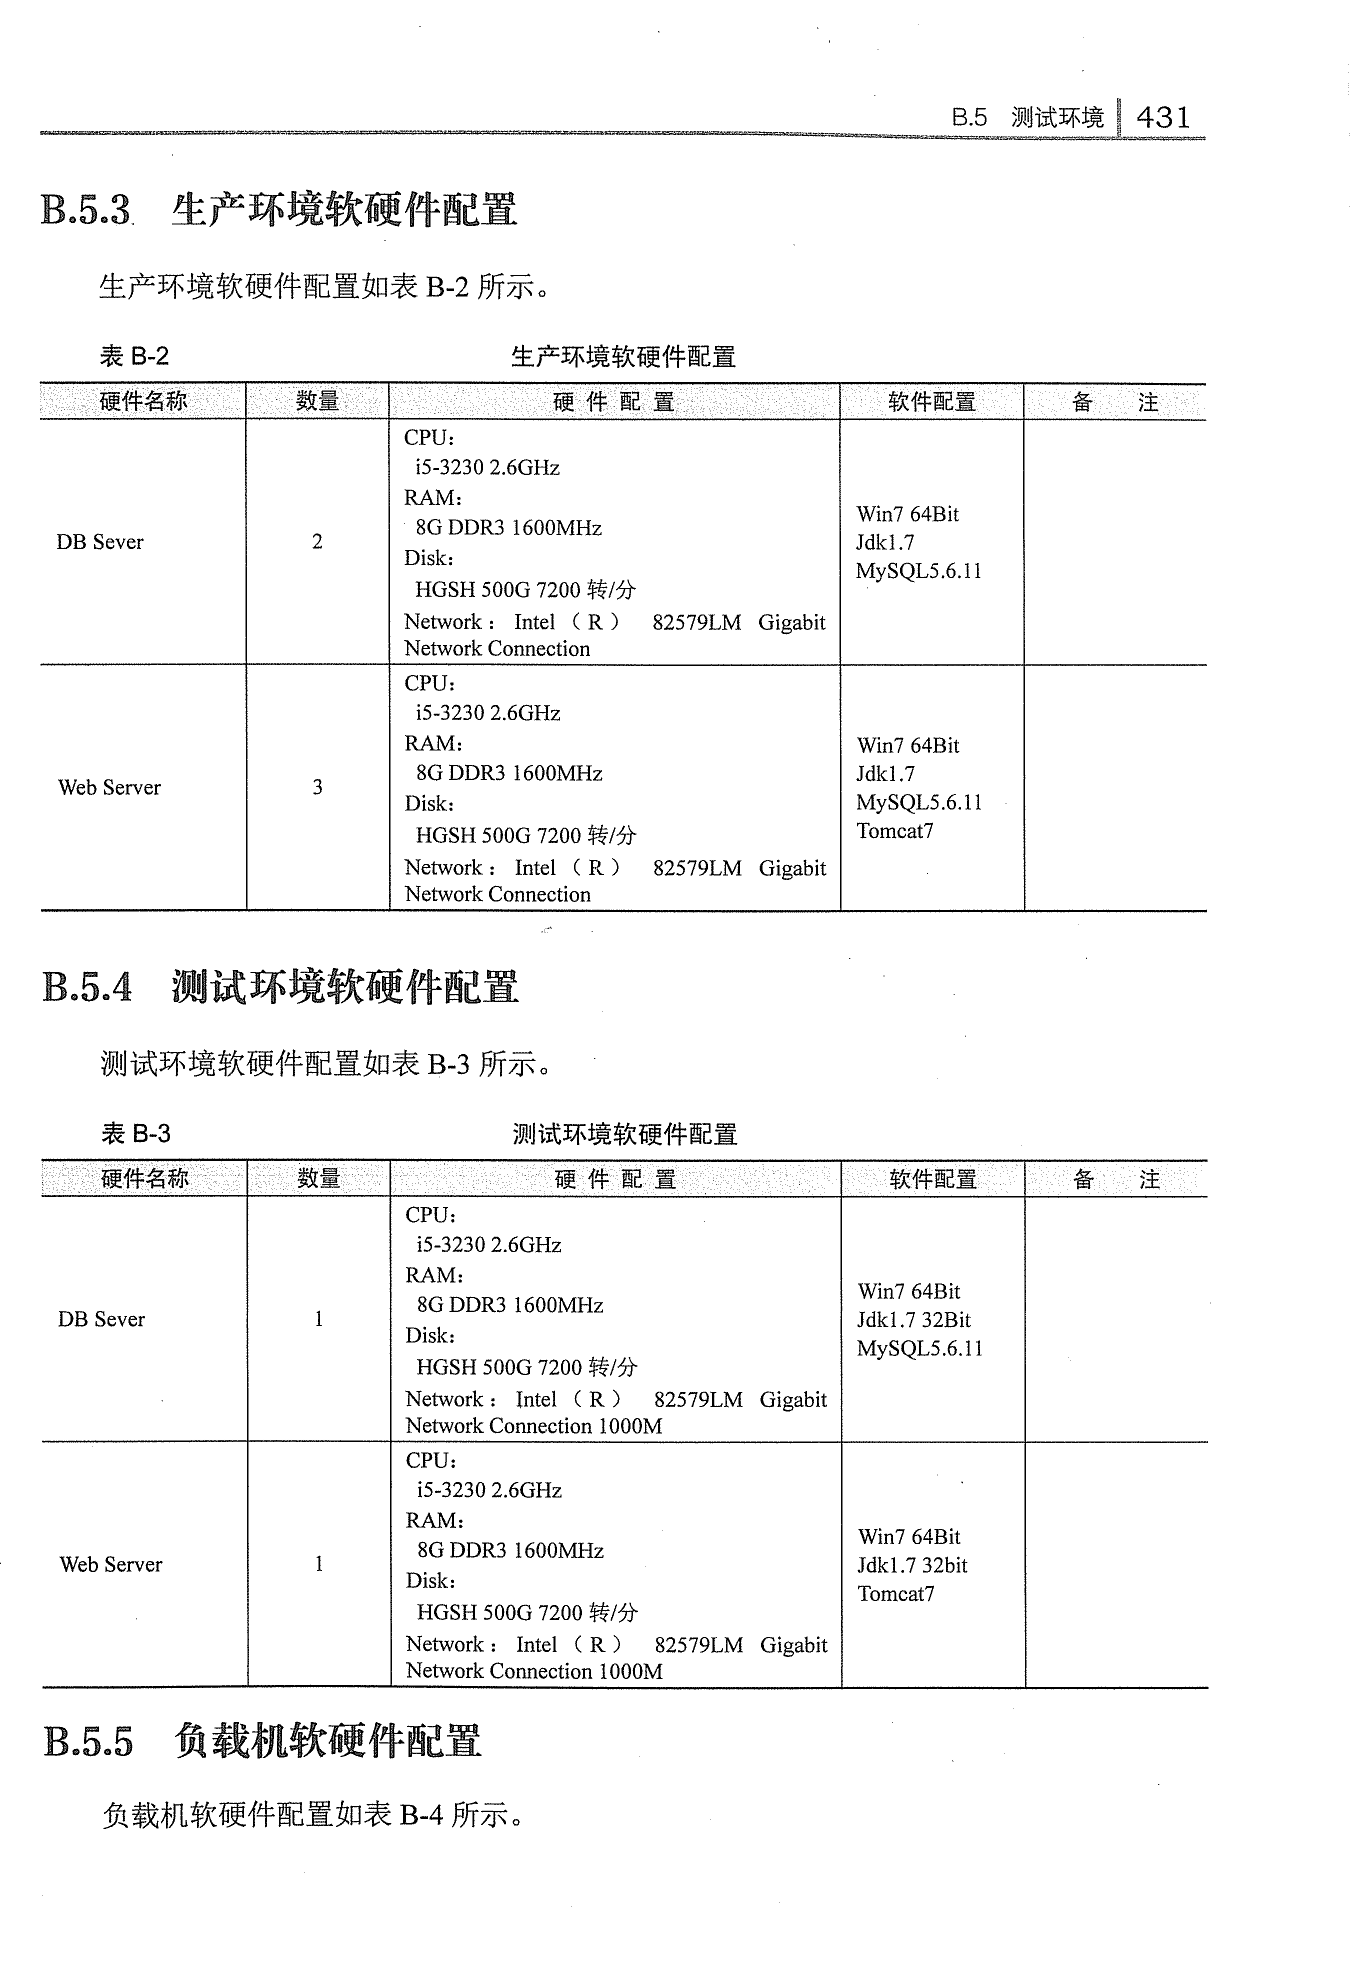 B.5 测试环境 431
B.5.3 生产环境软硬件配置
生产环境软硬件配置如表 B-2 所示。
表 B-2 生产环境软硬件配置
硬件名称 数量 硬 件 配 置 软件配置 备 注
DB Sever
2
CPU：
i5-3230 2.6GHz
RAM：
8G DDR3 1600MHz
Disk：
HGSH 500G 7200 转/分
Network： Intel （R） 82579LM Gigabit
Network Connection
Win7 64Bit
Jdk1.7
MySQL5.6.11
Web Server
3
CPU：
i5-3230 2.6GHz
RAM：
8G DDR3 1600MHz
Disk：
HGSH 500G 7200 转/分
Network： Intel （R） 82579LM Gigabit
Network Connection
Win7 64Bit
Jdk1.7
MySQL5.6.11
Tomcat7
B.5.4 测试环境软硬件配置
测试环境软硬件配置如表 B-3 所示。
表 B-3 测试环境软硬件配置
硬件名称 数量 硬 件 配 置 软件配置 备 注
DB Sever
1
CPU：
i5-3230 2.6GHz
RAM：
8G DDR3 1600MHz
Disk：
HGSH 500G 7200 转/分
Network： Intel （R） 82579LM Gigabit
Network Connection 1000M
Win7 64Bit
Jdk1.7 32Bit
MySQL5.6.11
Web Server
1
CPU：
i5-3230 2.6GHz
RAM：
8G DDR3 1600MHz
Disk：
HGSH 500G 7200 转/分
Network： Intel （R） 82579LM Gigabit
Network Connection 1000M
Win7 64Bit
Jdk1.7 32bit
Tomcat7
B.5.5 负载机软硬件配置
负载机软硬件配置如表 B-4 所示。